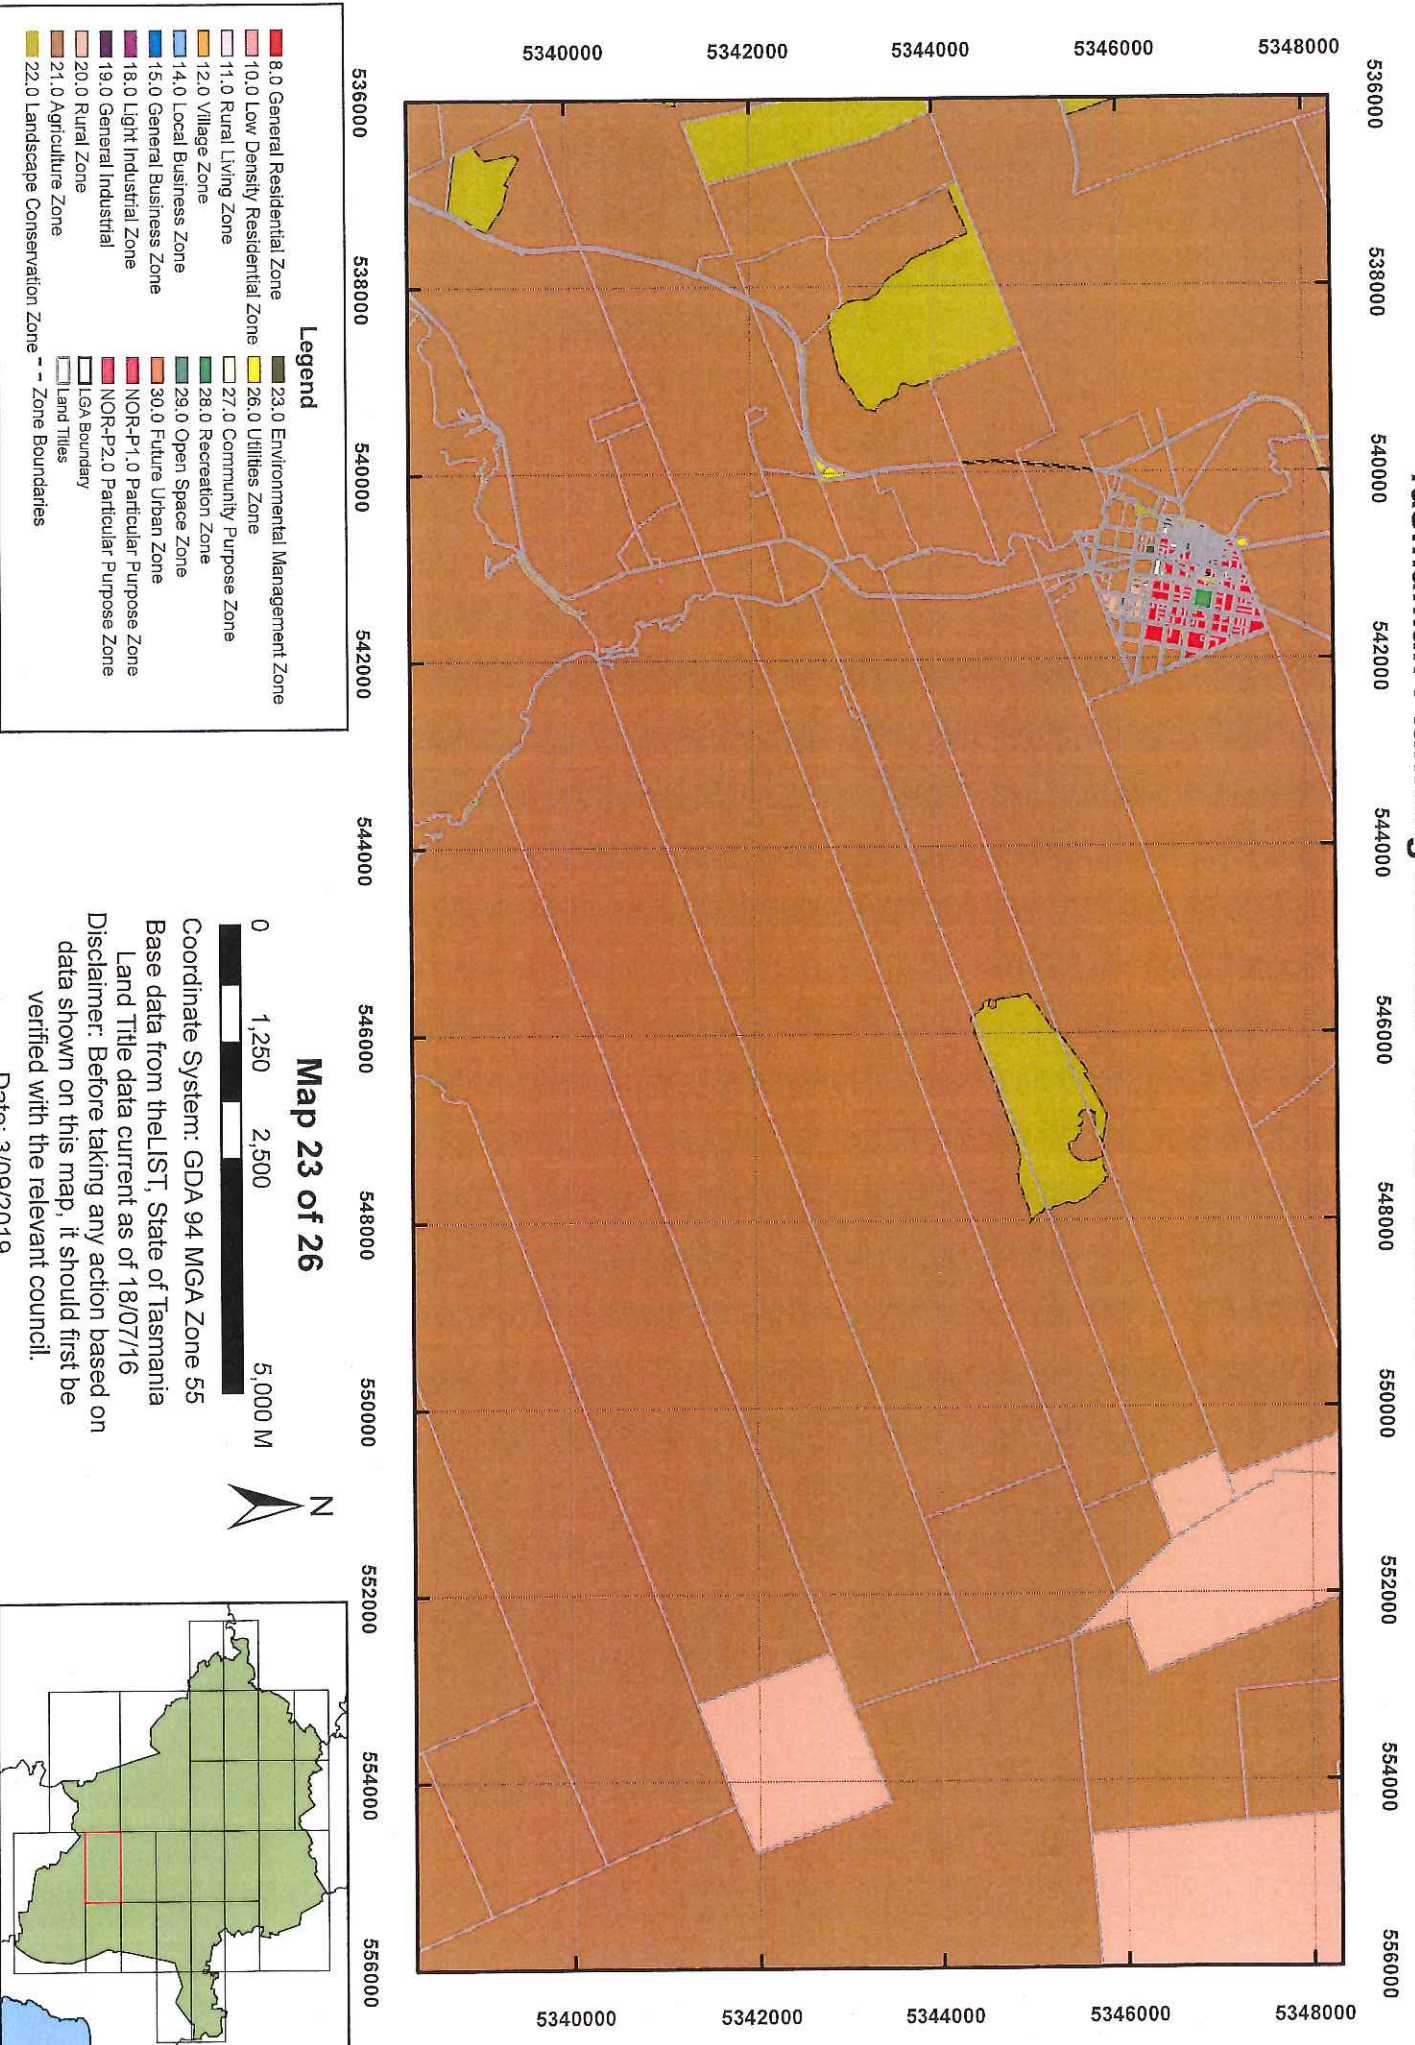 536000
538000
540000
542000
544000
546000
548000
550000
552000
554000
556000
5348000
5346000
5344000
5342000
5340000
5348000
5346000
5344000
5342000
5340000
536000
538000
540000
542000
544000
546000
548000
550000
552000
554000
556000
Legend
8.0 General Residential Zone
10.0 Low Density Residential Zone
11.0 Rural Living Zone
12.0 Village Zone
14.0 Local Business Zone
15.0 General Business Zone
18.0 Light Industrial Zone
19.0 General Industrial
20.0 Rural Zone
21.0 Agriculture Zone
22.0 Landscape Conservation Zone
23.0 Environmental Management Zone
26.0 Utilities Zone
27.0 Community Purpose Zone
28.0 Recreation Zone
29.0 Open Space Zone
30.0 Future Urban Zone
NOR-P1.0 Particular Purpose Zone
NOR-P2.0 Particular Purpose Zone
LGA Boundary
Land Titles
Zone Boundaries
Map 23 of 26
0 1,250 2,500 5,000 M
Coordinate System: GDA 94 MGA Zone 55
Base data from theLIST, State of Tasmania
Land Title data current as of 18/07/16
Disclaimer: Before taking any action based on
data shown on this map, it should first be
verified with the relevant council.
Date: 3/09/2019
N